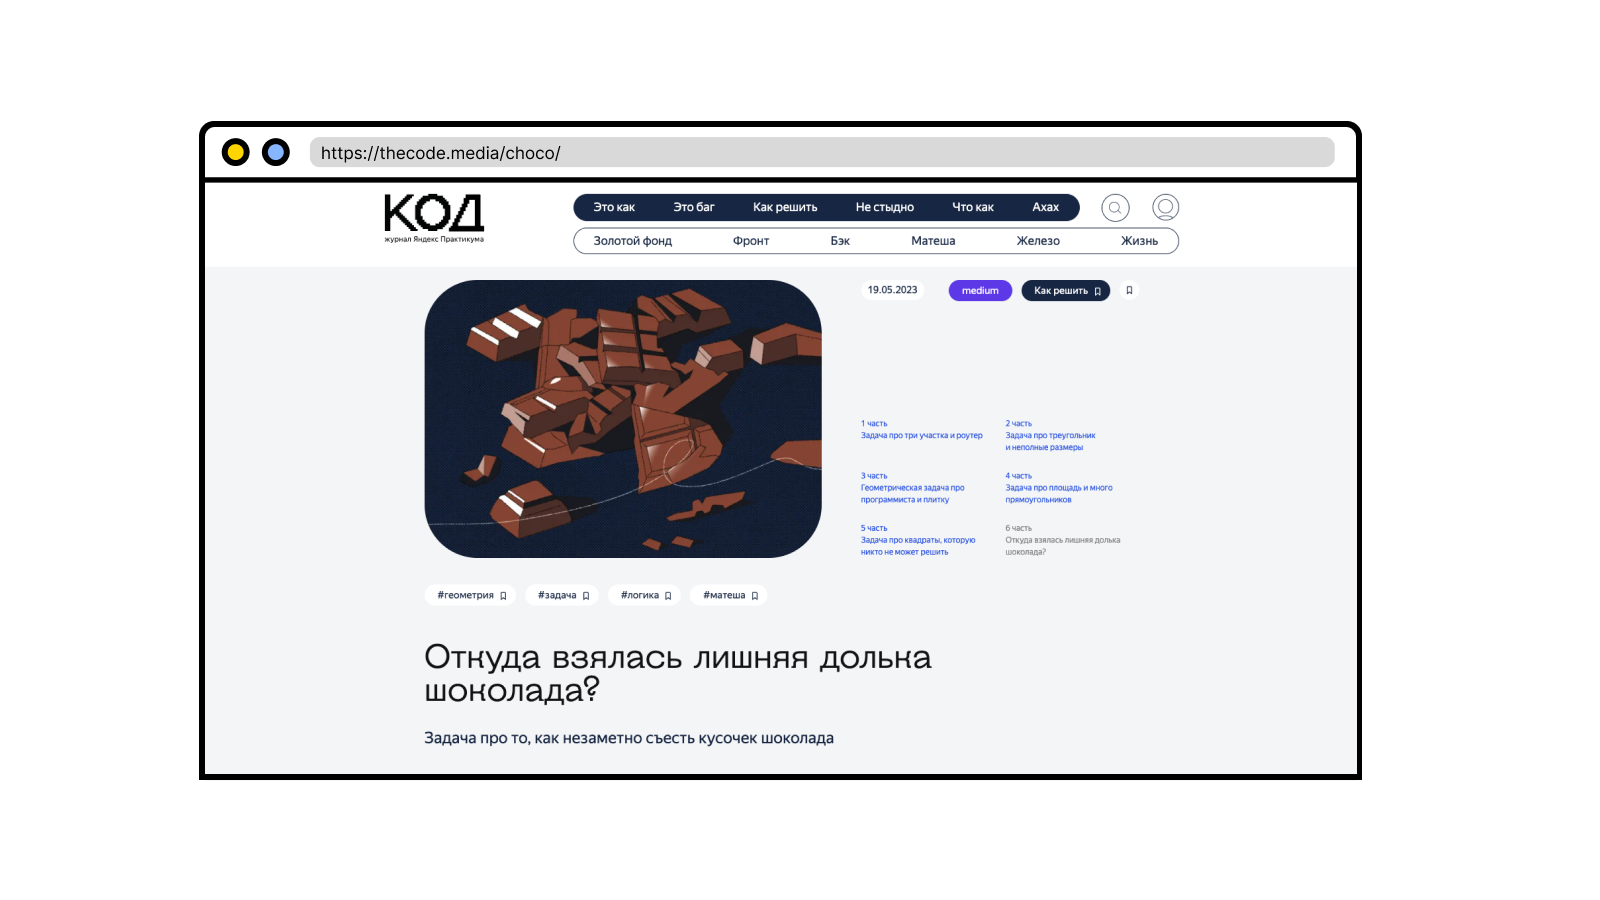 https://thecode.media/choco/
КОД
журнал Яндекс Практикума
Это как Это баг Как решить Не стыдно Что как Ахах
Золотой фонд Фронт Бэк Матеша Железо Жизнь
19.05.2023 medium Как решить
1 часть
Задача про три участка и роутер
2 часть
Задача про треугольник
и неполные размеры
3 часть
Геометрическая задача про
программиста и плитку
4 часть
Задача про площадь и много
прямоугольников
5 часть
Задача про квадраты, которую
никто не может решить
6 часть
Откуда взялась лишняя долька
шоколада?
#геометрия #задача #логика #матеша
Откуда взялась лишняя долька
шоколада?
Задача про то, как незаметно съесть кусочек шоколада